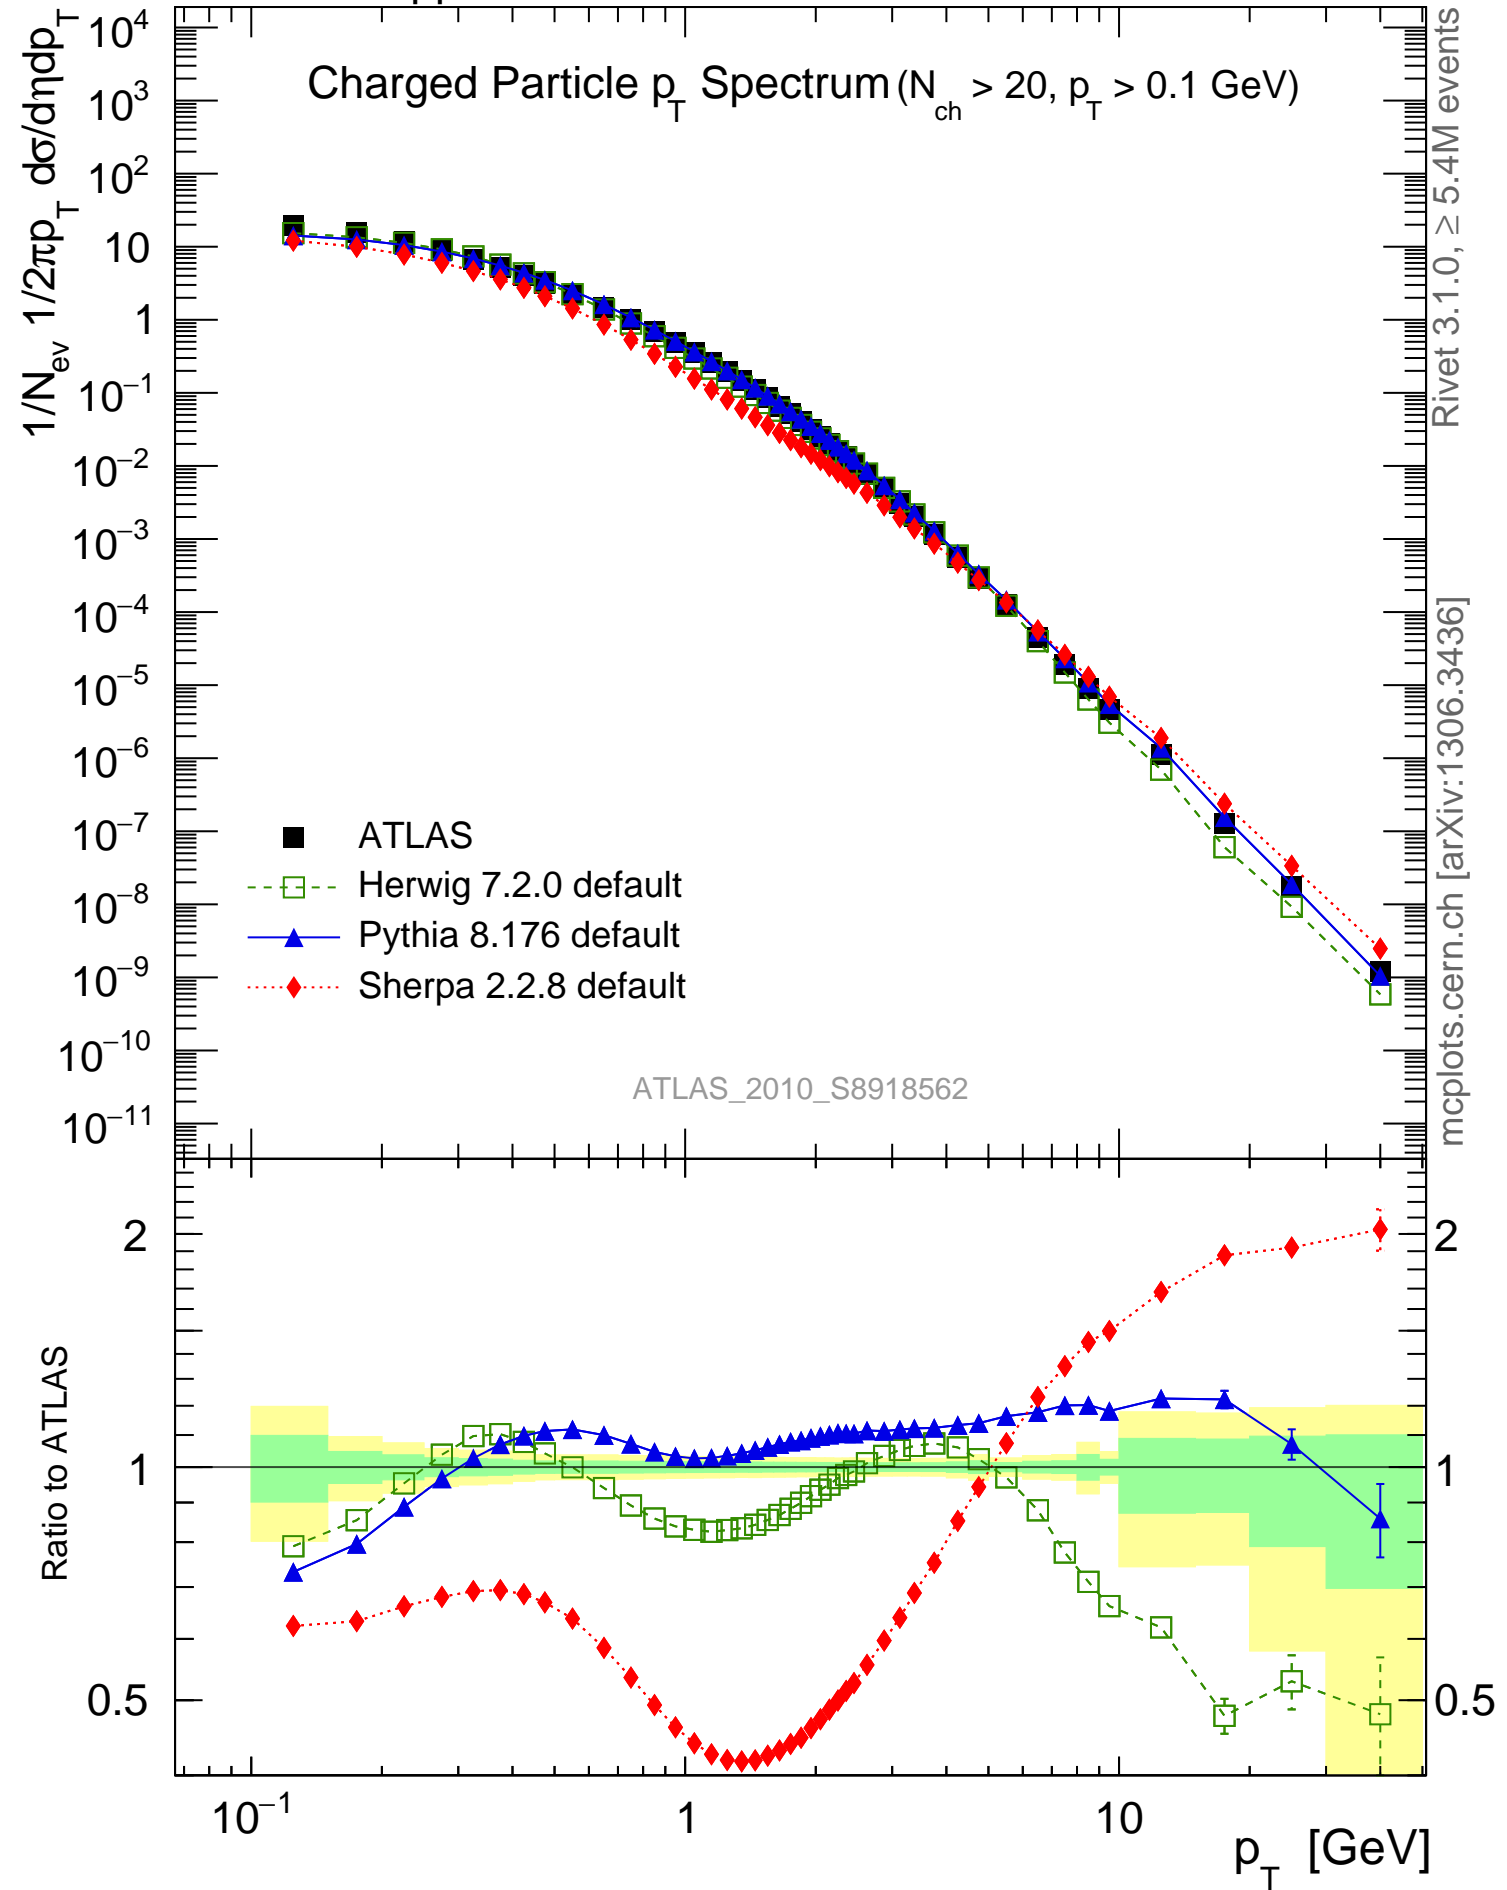 Charged Particle p_T Spectrum (N_ch > 20, p_T > 0.1 GeV)
1/N_ev 1/2πp_T dσ/dηdp_T
10^4
10^3
10^2
10
1
10^−1
10^−2
10^−3
10^−4
10^−5
10^−6
10^−7
10^−8
10^−9
10^−10
10^−11
ATLAS
Herwig 7.2.0 default
Pythia 8.176 default
Sherpa 2.2.8 default
ATLAS_2010_S8918562
Rivet 3.1.0, ≥ 5.4M events
mcplots.cern.ch [arXiv:1306.3436]
Ratio to ATLAS
2
1
0.5
2
1
0.5
10^−1
1
10
p_T [GeV]